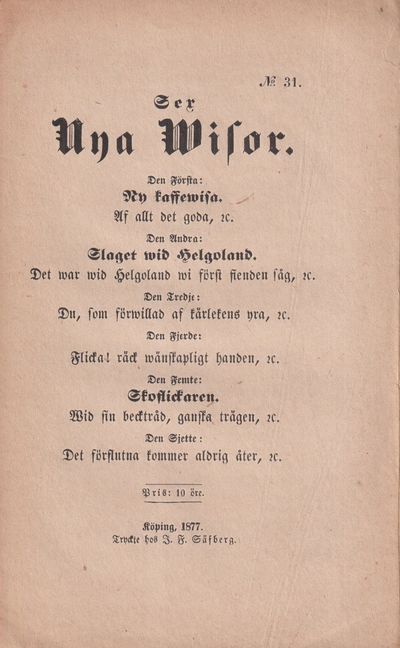 № 31.
Sex
Nya Wisor.
Den Första:
Ny kaffewisa.
Af allt det goda, ꝛc.
Den Andra:
Slaget wid Helgoland.
Det war wid Helgoland wi först fienden såg, ꝛc.
Den Tredje:
Du, som förwillad af kärlekens yra, ꝛc.
Den Fjerde:
Flicka! räck wänskapligt handen, ꝛc.
Den Femte:
Skoflickaren.
Wid sin becktråd, ganska trägen, ꝛc.
Den Sjette:
Det förflutna kommer aldrig åter, ꝛc.
Pris: 10 öre.
Köping, 1877.
Tryckte hos J. F. Säfberg.